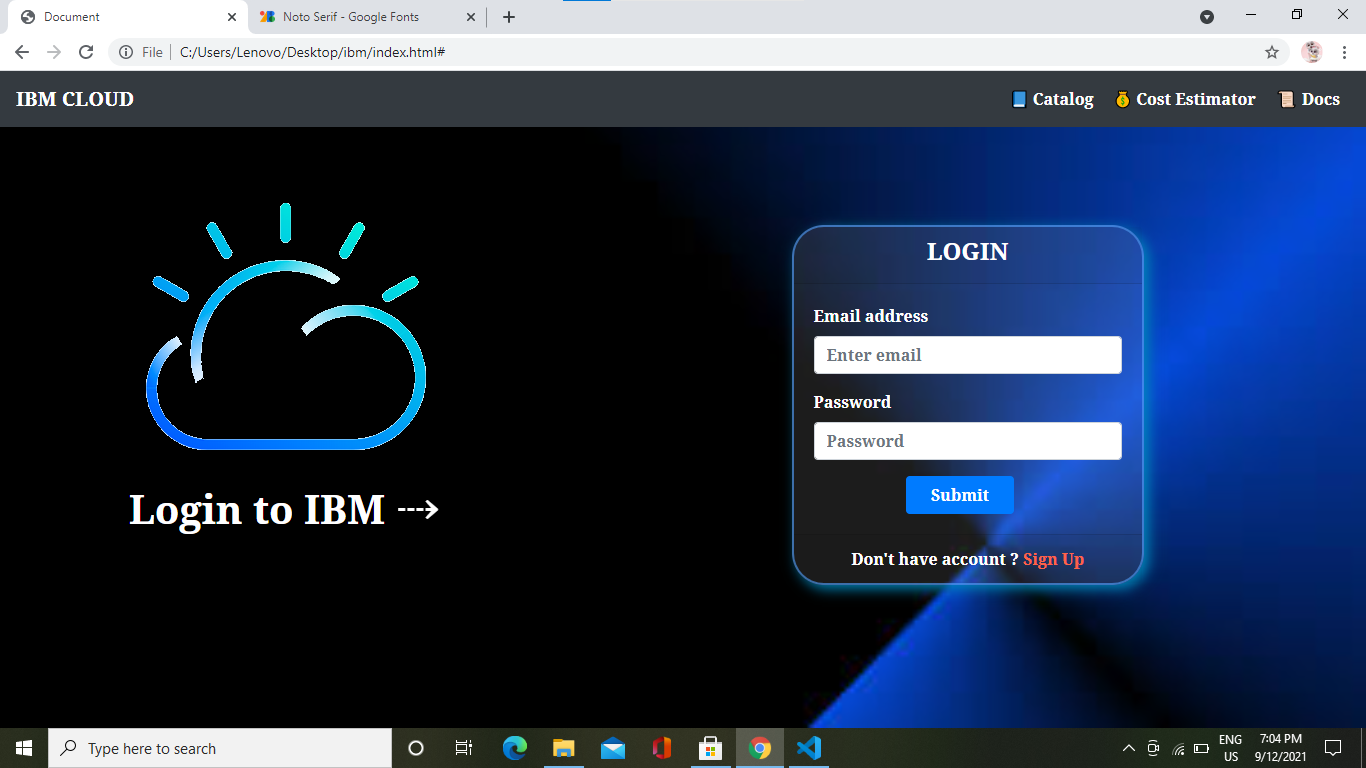 Document
Noto Serif - Google Fonts
File
C:/Users/Lenovo/Desktop/ibm/index.html#
IBM CLOUD
Catalog
Cost Estimator
Docs
LOGIN
Email address
Enter email
Password
Password
Submit
Don't have account ? Sign Up
Login to IBM --->
Type here to search
ENG
US
7:04 PM
9/12/2021